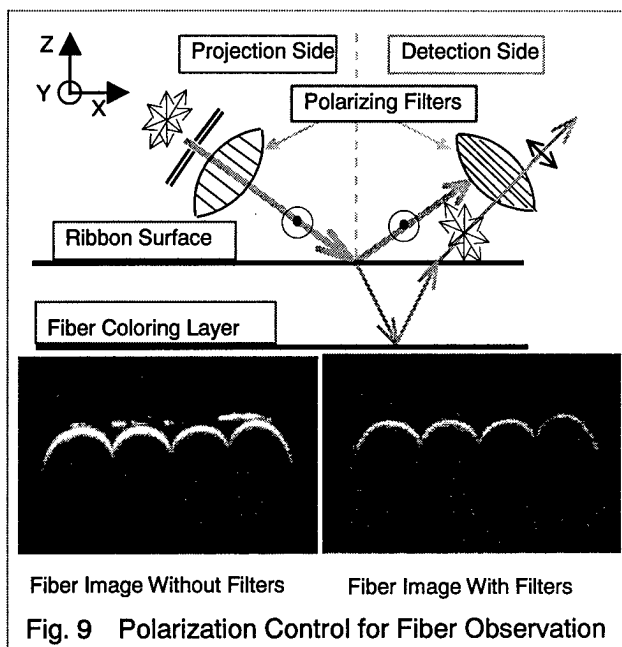 Projection Side
Detection Side
Z
Y
X
Polarizing Filters
Ribbon Surface
Fiber Coloring Layer
Fiber Image Without Filters
Fiber Image With Filters
Fig. 9 Polarization Control for Fiber Observation